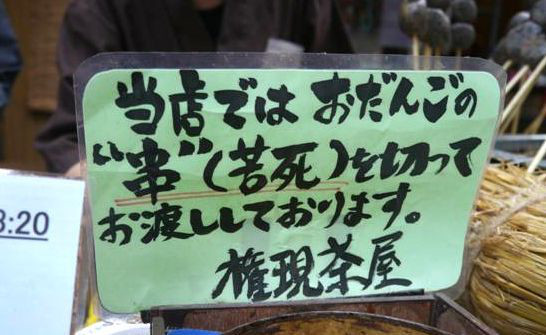 当店では おだんごの
“串”(苦死)を切って
お渡ししております。
権現茶屋
3:20